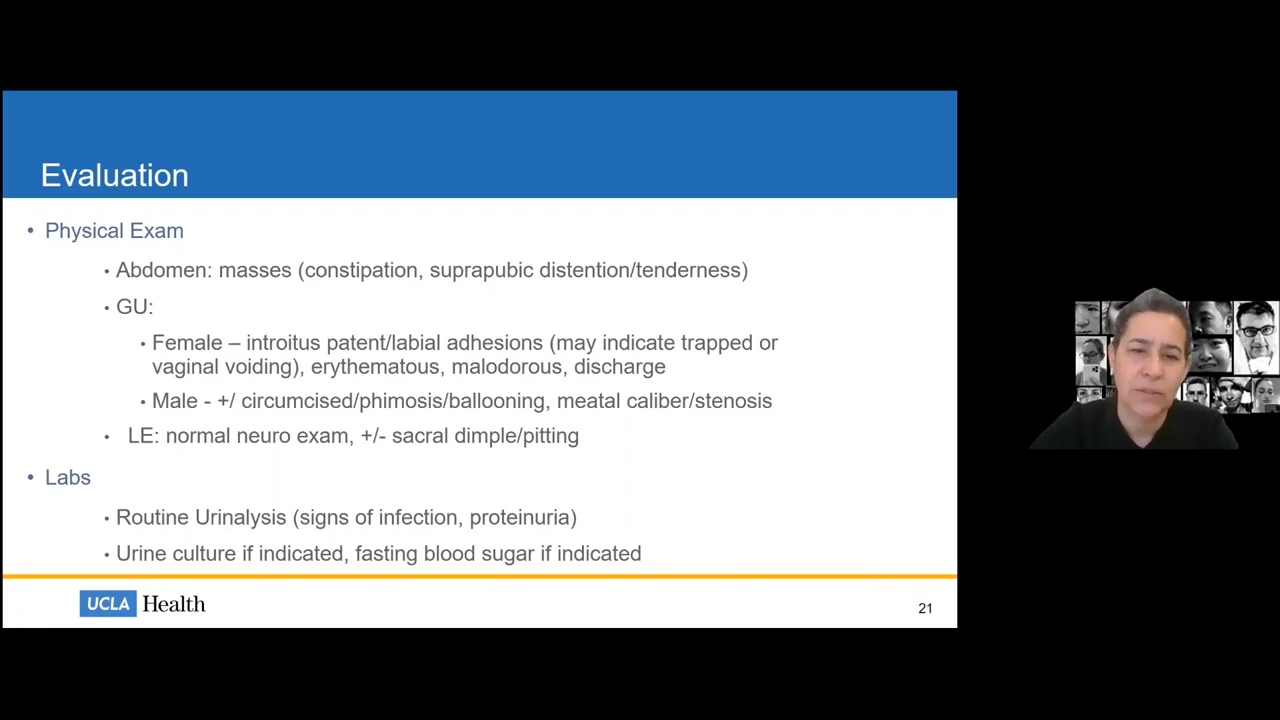 Evaluation
• Physical Exam
• Abdomen: masses (constipation, suprapubic distention/tenderness)
• GU:
• Female – introitus patent/labial adhesions (may indicate trapped or
vaginal voiding), erythematous, malodorous, discharge
• Male - +/ circumcised/phimosis/ballooning, meatal caliber/stenosis
• LE: normal neuro exam, +/- sacral dimple/pitting
• Labs
• Routine Urinalysis (signs of infection, proteinuria)
• Urine culture if indicated, fasting blood sugar if indicated
UCLA Health
21